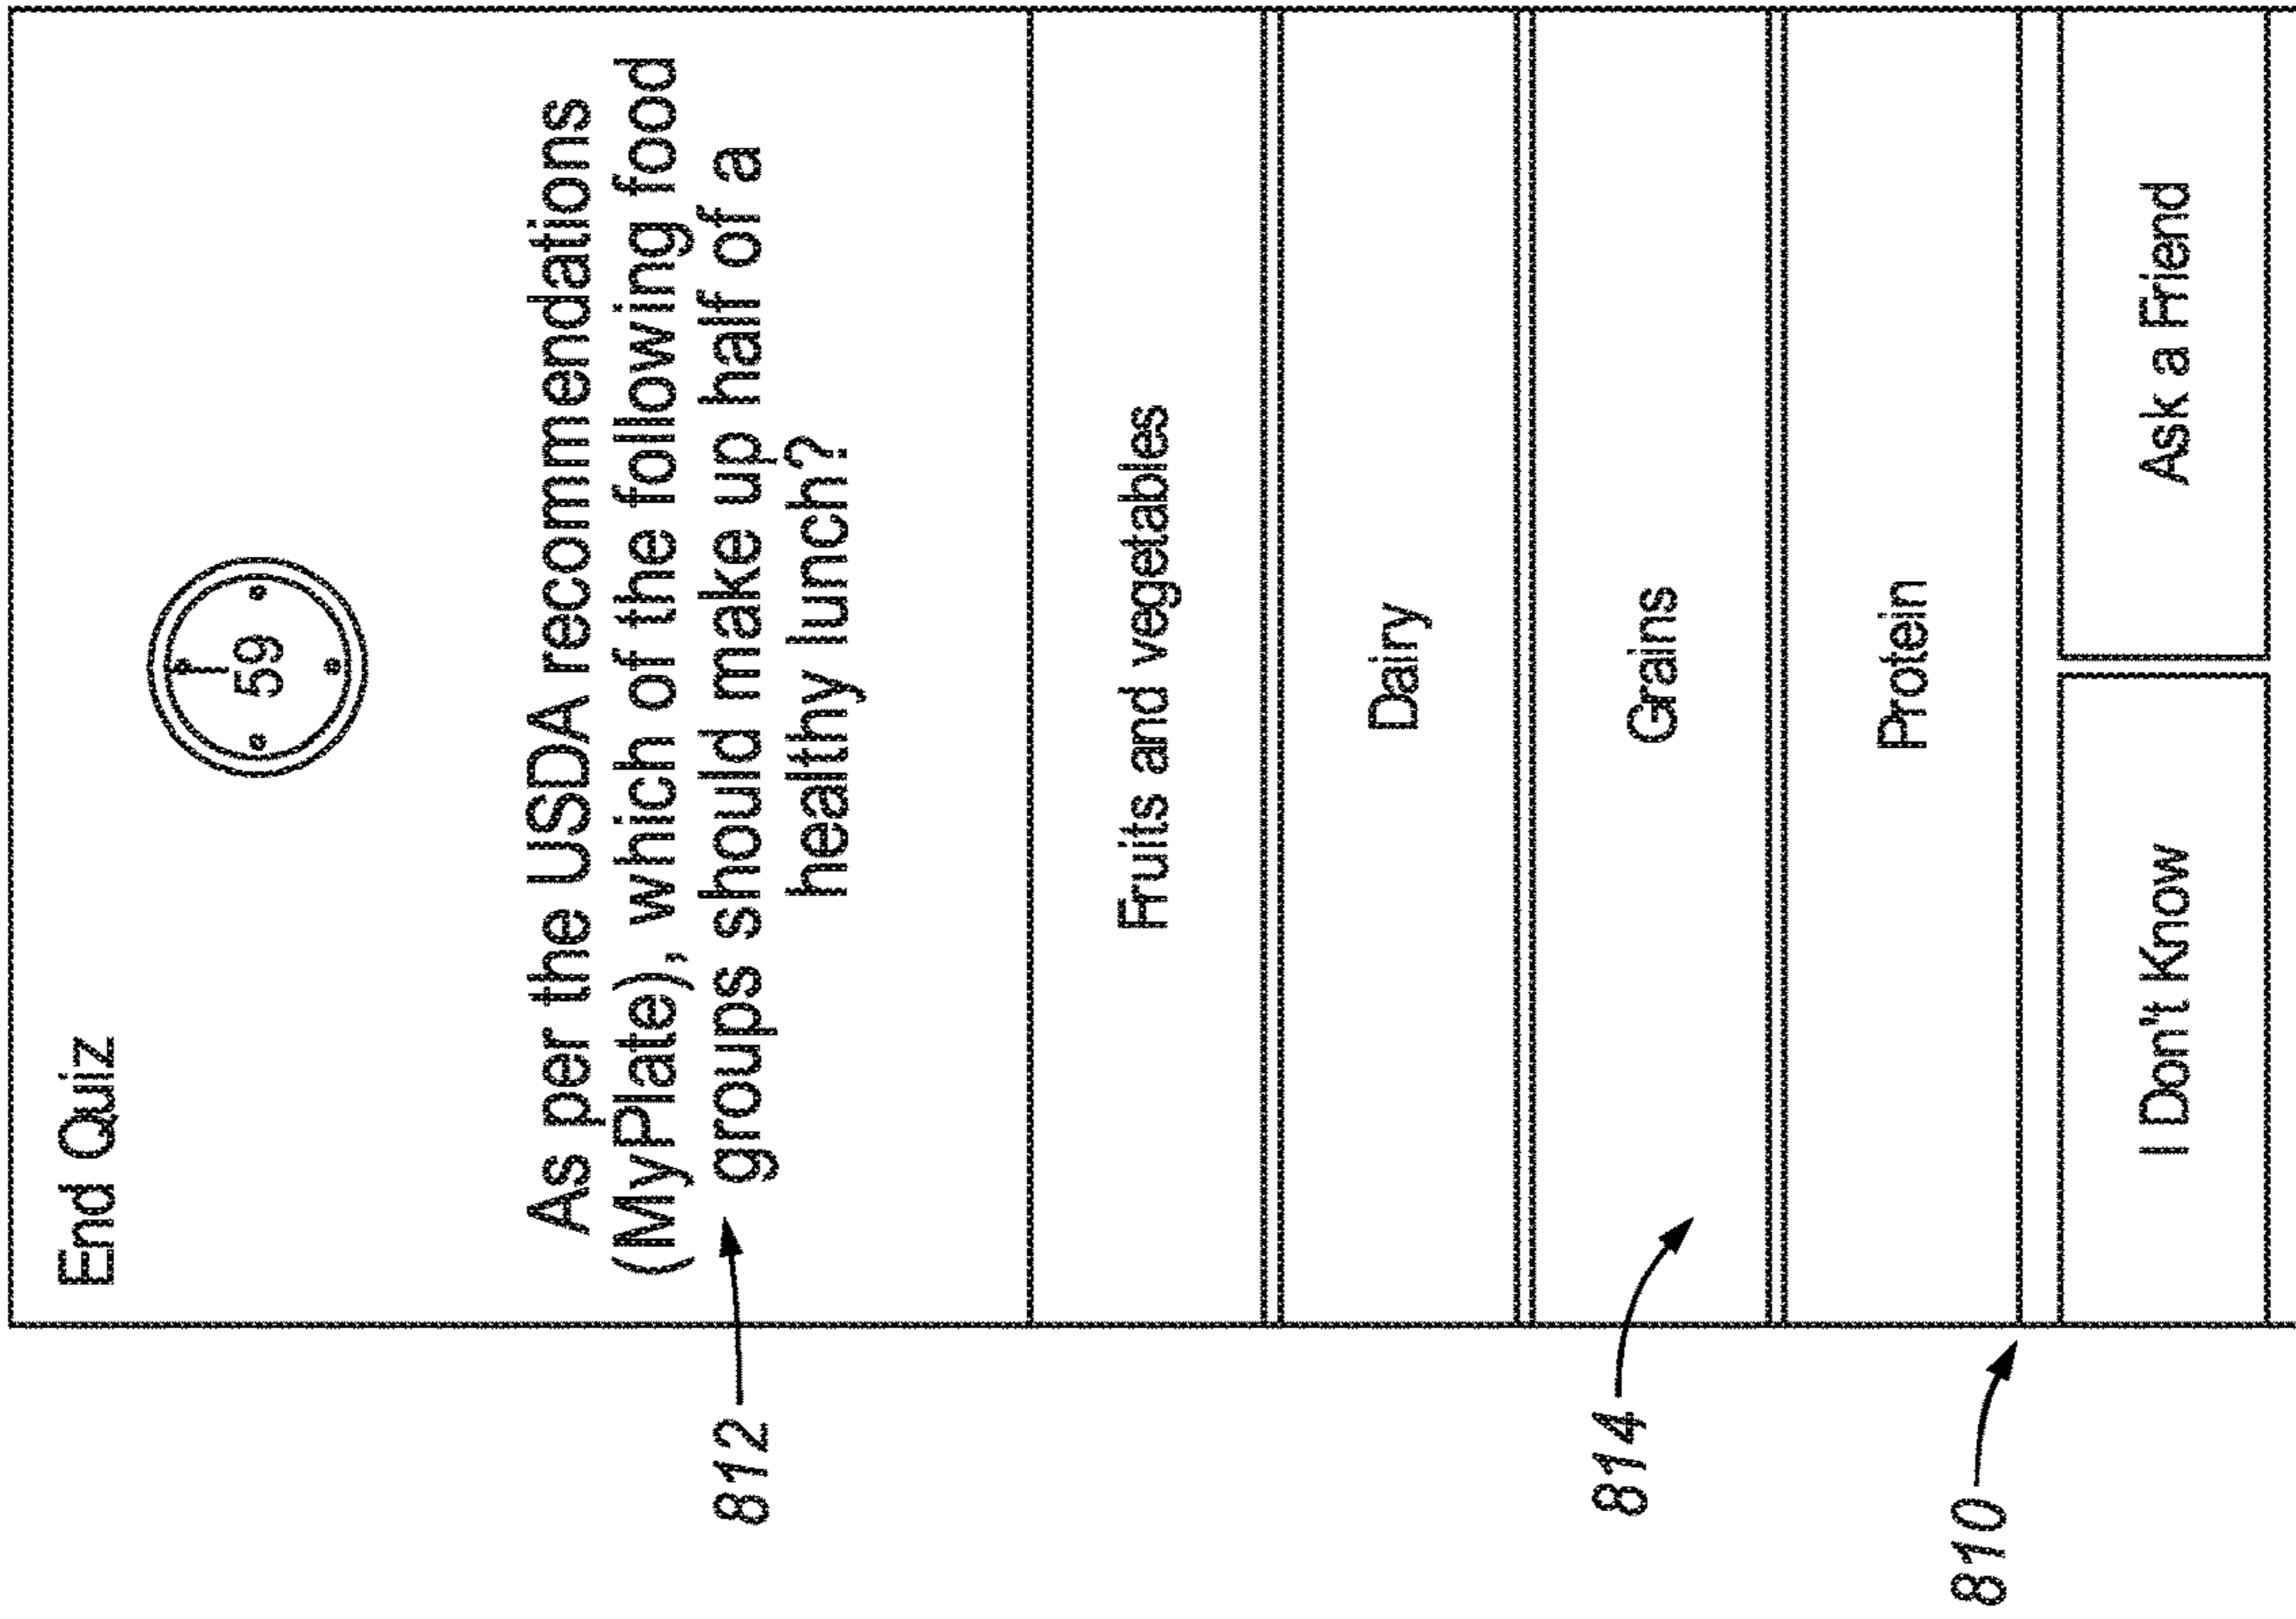 End Quiz
59
As per the USDA recommendations
(MyPlate), which of the following food
groups should make up half of a
healthy lunch?
812
Fruits and vegetables
Dairy
Grains
814
Protein
810
I Don't Know
Ask a Friend